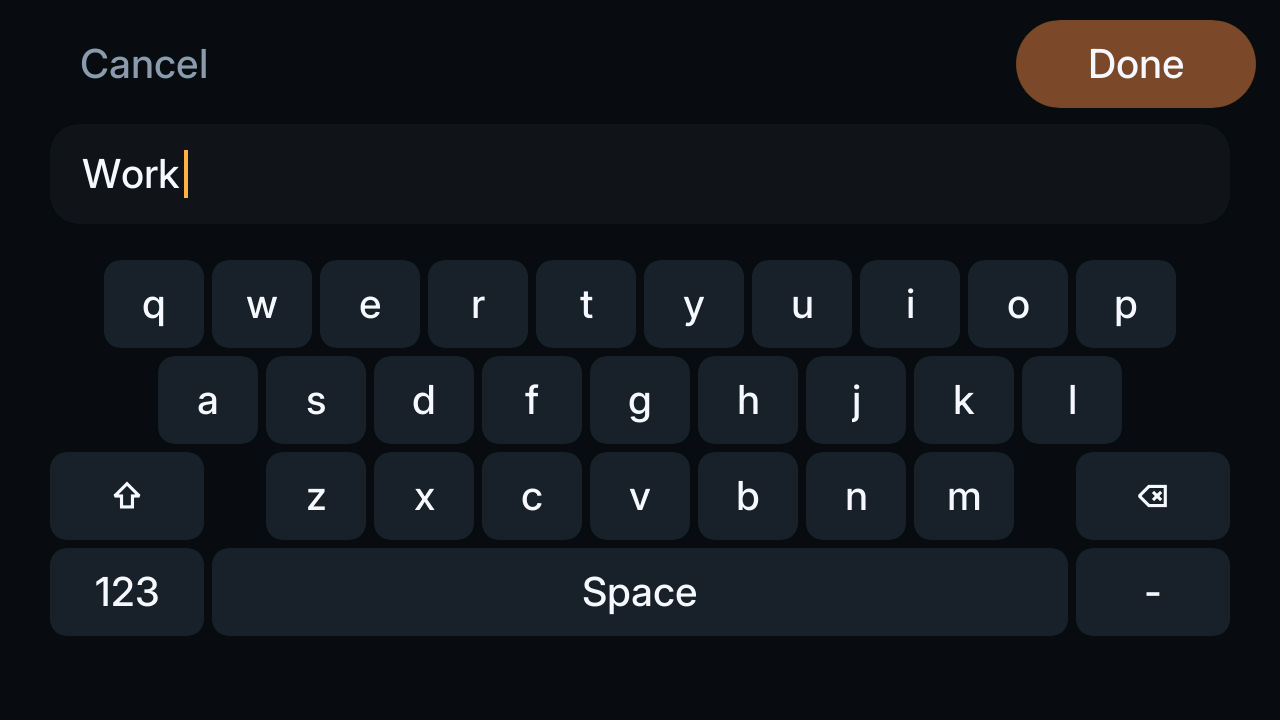 Cancel Done
Work
q w e r t y u i o p
a s d f g h j k l
z x c v b n m
123 Space -